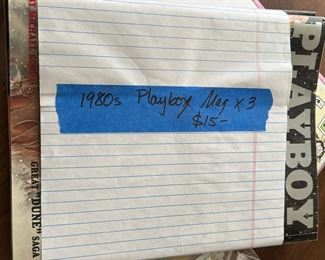 1980s Playboy Mag x 3
$15-
PLAYBOY
GREAT "DUNE" SAGA